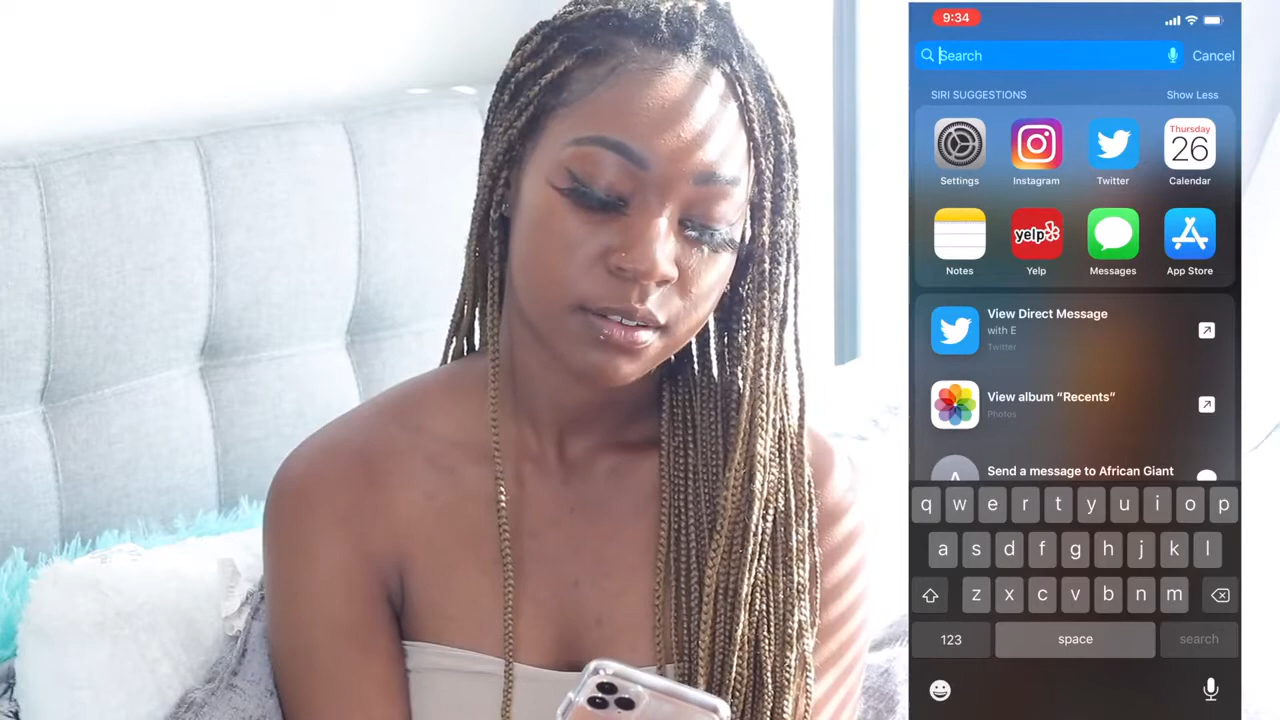 9:34
Search
Cancel
SIRI SUGGESTIONS
Show Less
Thursday
26
Settings
Instagram
Twitter
Calendar
yelp
Notes
Yelp
Messages
App Store
View Direct Message
with E
Twitter
View album “Recents”
Photos
A
Send a message to African Giant
q w e r t y u i o p
a s d f g h j k l
z x c v b n m
123
space
search